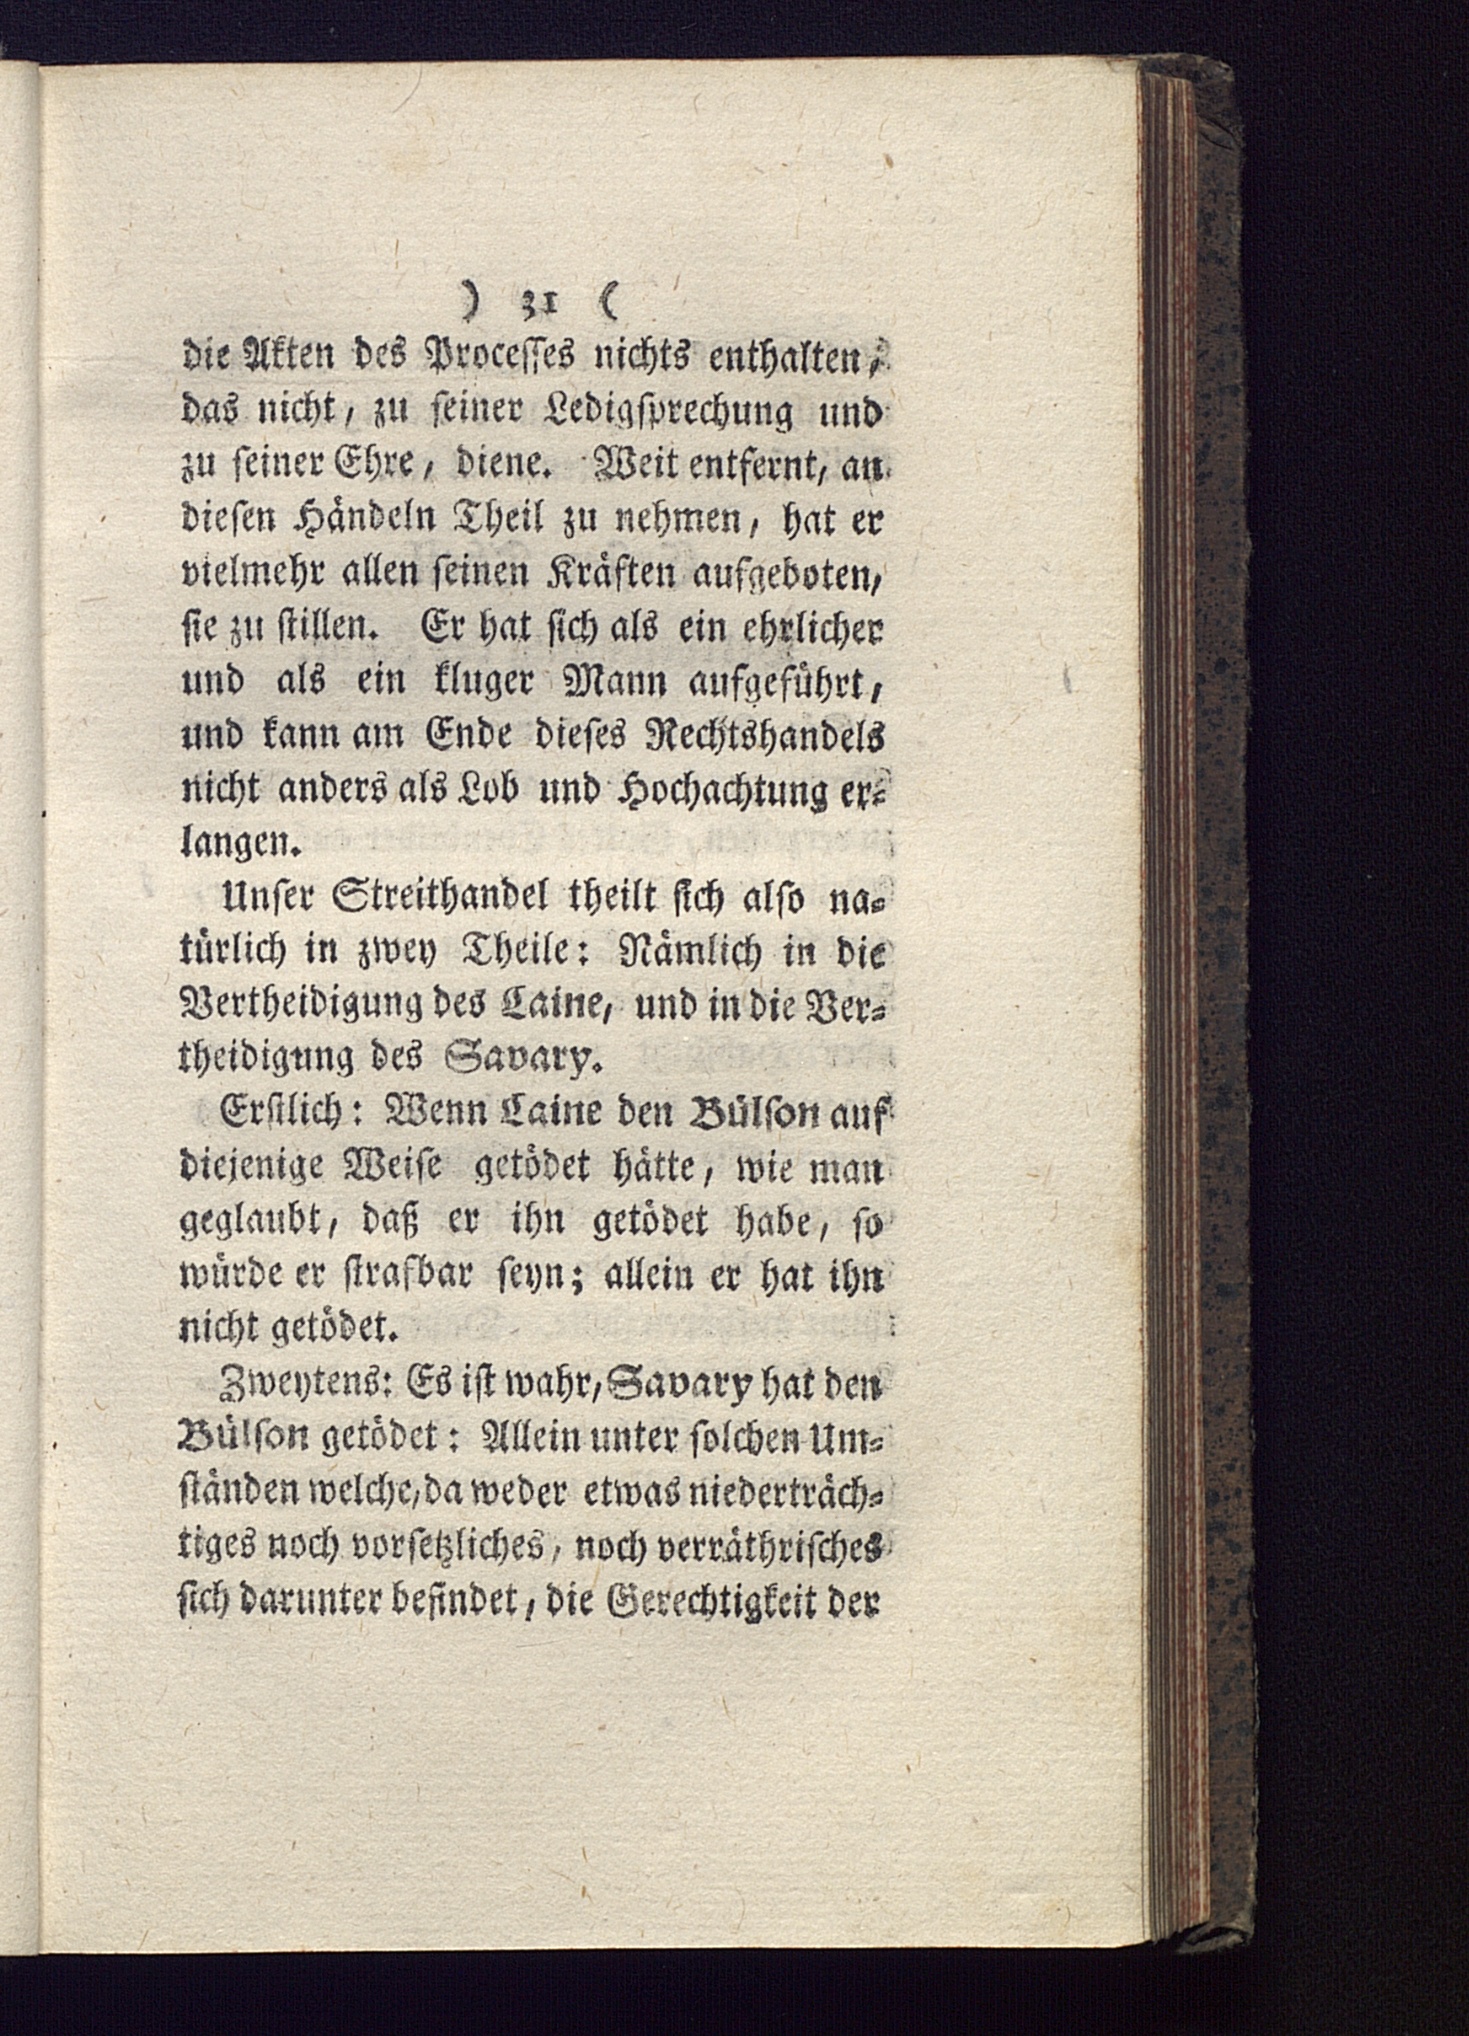 ) 31 (
die Akten des Processes nichts enthalten,
das nicht, zu seiner Ledigsprechung und
zu seiner Ehre, diene. Weit entfernt, an
diesen Händeln Theil zu nehmen, hat er
vielmehr allen seinen Kräften aufgeboten,
sie zu stillen. Er hat sich als ein ehrlicher
und als ein kluger Mann aufgeführt,
und kann am Ende dieses Rechtshandels
nicht anders als Lob und Hochachtung er-
langen.
Unser Streithandel theilt sich also na-
türlich in zwey Theile: Nämlich in die
Vertheidigung des Laine, und in die Ver-
theidigung des Savary.
Erstlich: Wenn Laine den Bülson auf
diejenige Weise getödet hätte, wie man
geglaubt, daß er ihn getödet habe, so
würde er strafbar seyn; allein er hat ihn
nicht getödet.
Zweytens: Es ist wahr, Savary hat den
Bülson getödet: Allein unter solchen Um-
ständen welche, da weder etwas niederträch-
tiges noch vorsetzliches, noch verräthrisches
sich darunter befindet, die Gerechtigkeit der